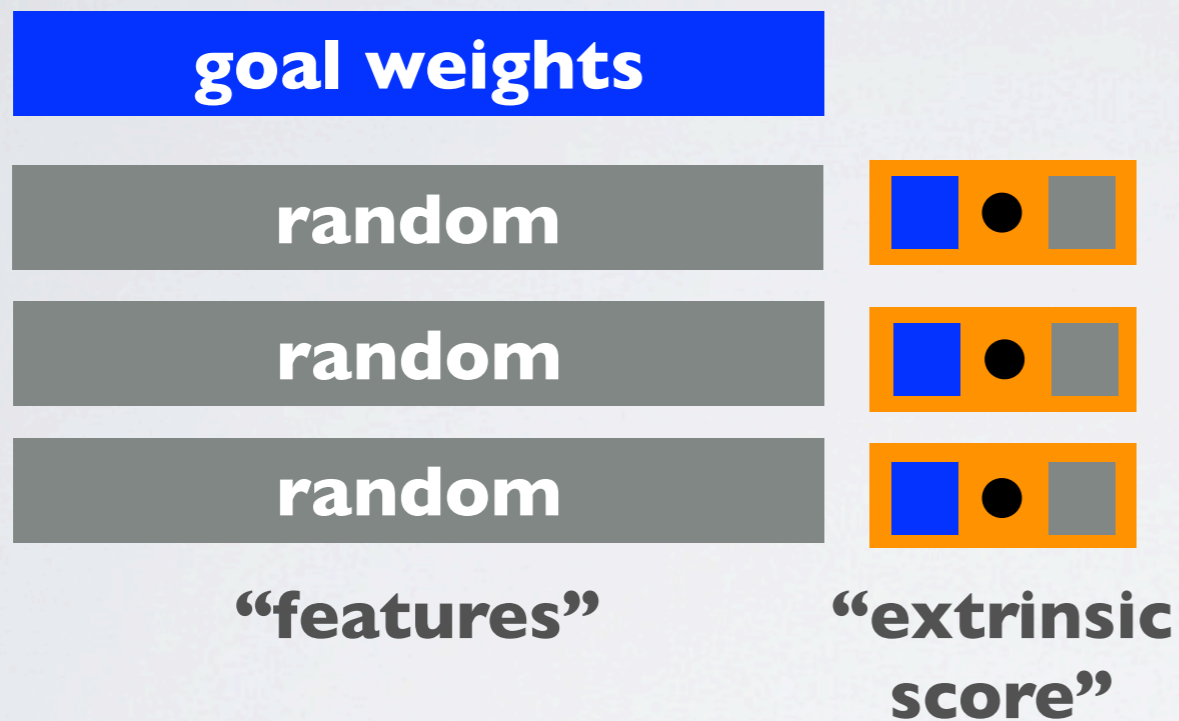 goal weights
random
random
random
“features”
“extrinsic
score”